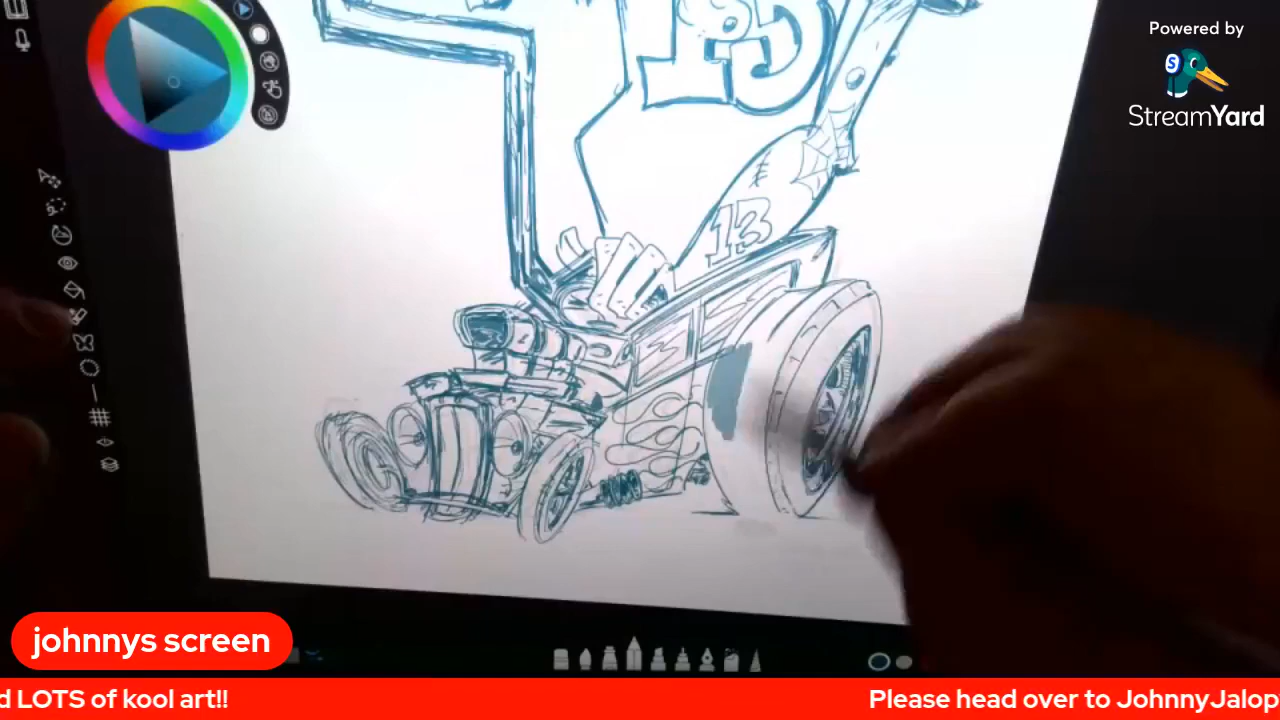 Powered by
S
StreamYard
13
13
johnnys screen
d LOTS of kool art!!
Please head over to JohnnyJalop